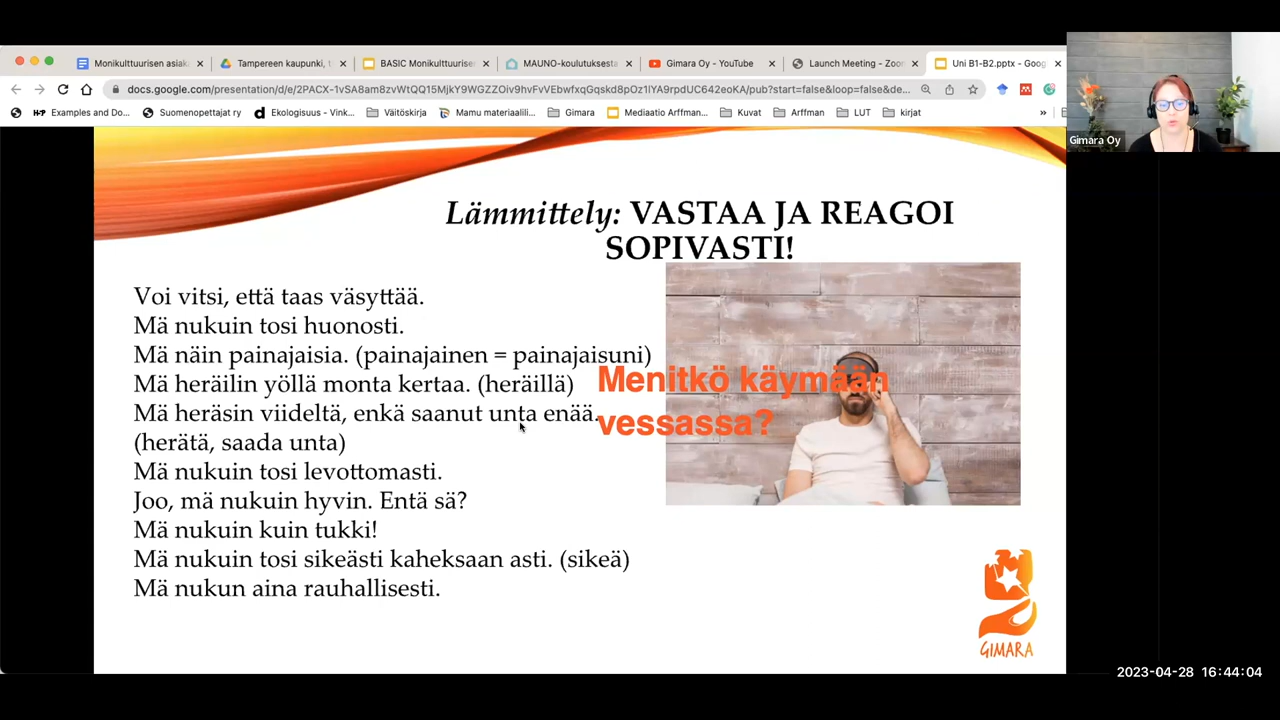 Monikulttuurisen asiak
Tampereen kaupunki, t
BASIC Monikulttuurise
MAUNO-koulutuksesta
Gimara Oy - YouTube
Launch Meeting - Zoom
Uni B1-B2.pptx - Goog
docs.google.com/presentation/d/e/2PACX-1vSA8am8zvWtQQ15MjkY9WGZZOiv9hvFvVEbwfxqGqskd8pOz1IYA9rpdUC642eoKA/pub?start=false&loop=false&de...
Examples and Do...
Suomenopettajat ry
Ekologisuus - Vink...
Väitöskirja
Mamu materiaalili...
Gimara
Mediaatio Arffman...
Kuvat
Arffman
LUT
kirjat
»
Gimara Oy
Lämmittely: VASTAA JA REAGOI
SOPIVASTI!
Voi vitsi, että taas väsyttää.
Mä nukuin tosi huonosti.
Mä näin painajaisia. (painajainen = painajaisuni)
Mä heräilin yöllä monta kertaa. (heräillä)
Mä heräsin viideltä, enkä saanut unta enää.
(herätä, saada unta)
Mä nukuin tosi levottomasti.
Joo, mä nukuin hyvin. Entä sä?
Mä nukuin kuin tukki!
Mä nukuin tosi sikeästi kaheksaan asti. (sikeä)
Mä nukun aina rauhallisesti.
Menitkö käymään
vessassa?
GIMARA
2023-04-28 16:44:04